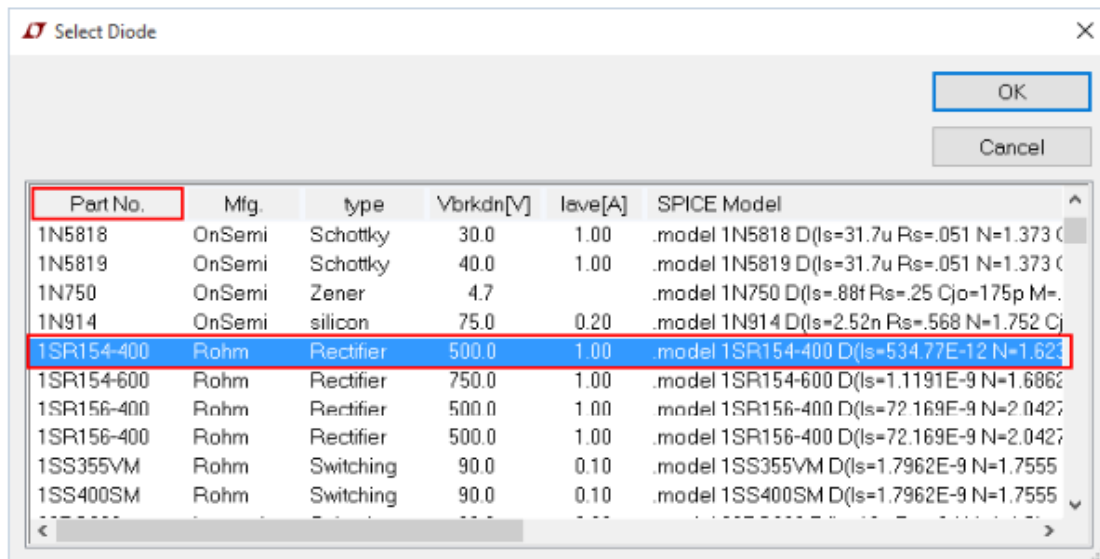 Select Diode
OK
Cancel
Part No. Mfg. type Vbrkdn[V] Iave[A] SPICE Model
1N5818 OnSemi Schottky 30.0 1.00 .model 1N5818 D(Is=31.7u Rs=.051 N=1.373
1N5819 OnSemi Schottky 40.0 1.00 .model 1N5819 D(Is=31.7u Rs=.051 N=1.373
1N750 OnSemi Zener 4.7 .model 1N750 D(Is=.88f Rs=.25 Cjo=175p M=.
1N914 OnSemi silicon 75.0 0.20 .model 1N914 D(Is=2.52n Rs=.568 N=1.752 Cj
1SR154-400 Rohm Rectifier 500.0 1.00 .model 1SR154-400 D(Is=534.77E-12 N=1.623
1SR154-600 Rohm Rectifier 750.0 1.00 .model 1SR154-600 D(Is=1.1191E-9 N=1.6862
1SR156-400 Rohm Rectifier 500.0 1.00 .model 1SR156-400 D(Is=72.169E-9 N=2.0427
1SR156-400 Rohm Rectifier 500.0 1.00 .model 1SR156-400 D(Is=72.169E-9 N=2.0427
1SS355VM Rohm Switching 90.0 0.10 .model 1SS355VM D(Is=1.7962E-9 N=1.7555
1SS400SM Rohm Switching 90.0 0.10 .model 1SS400SM D(Is=1.7962E-9 N=1.7555